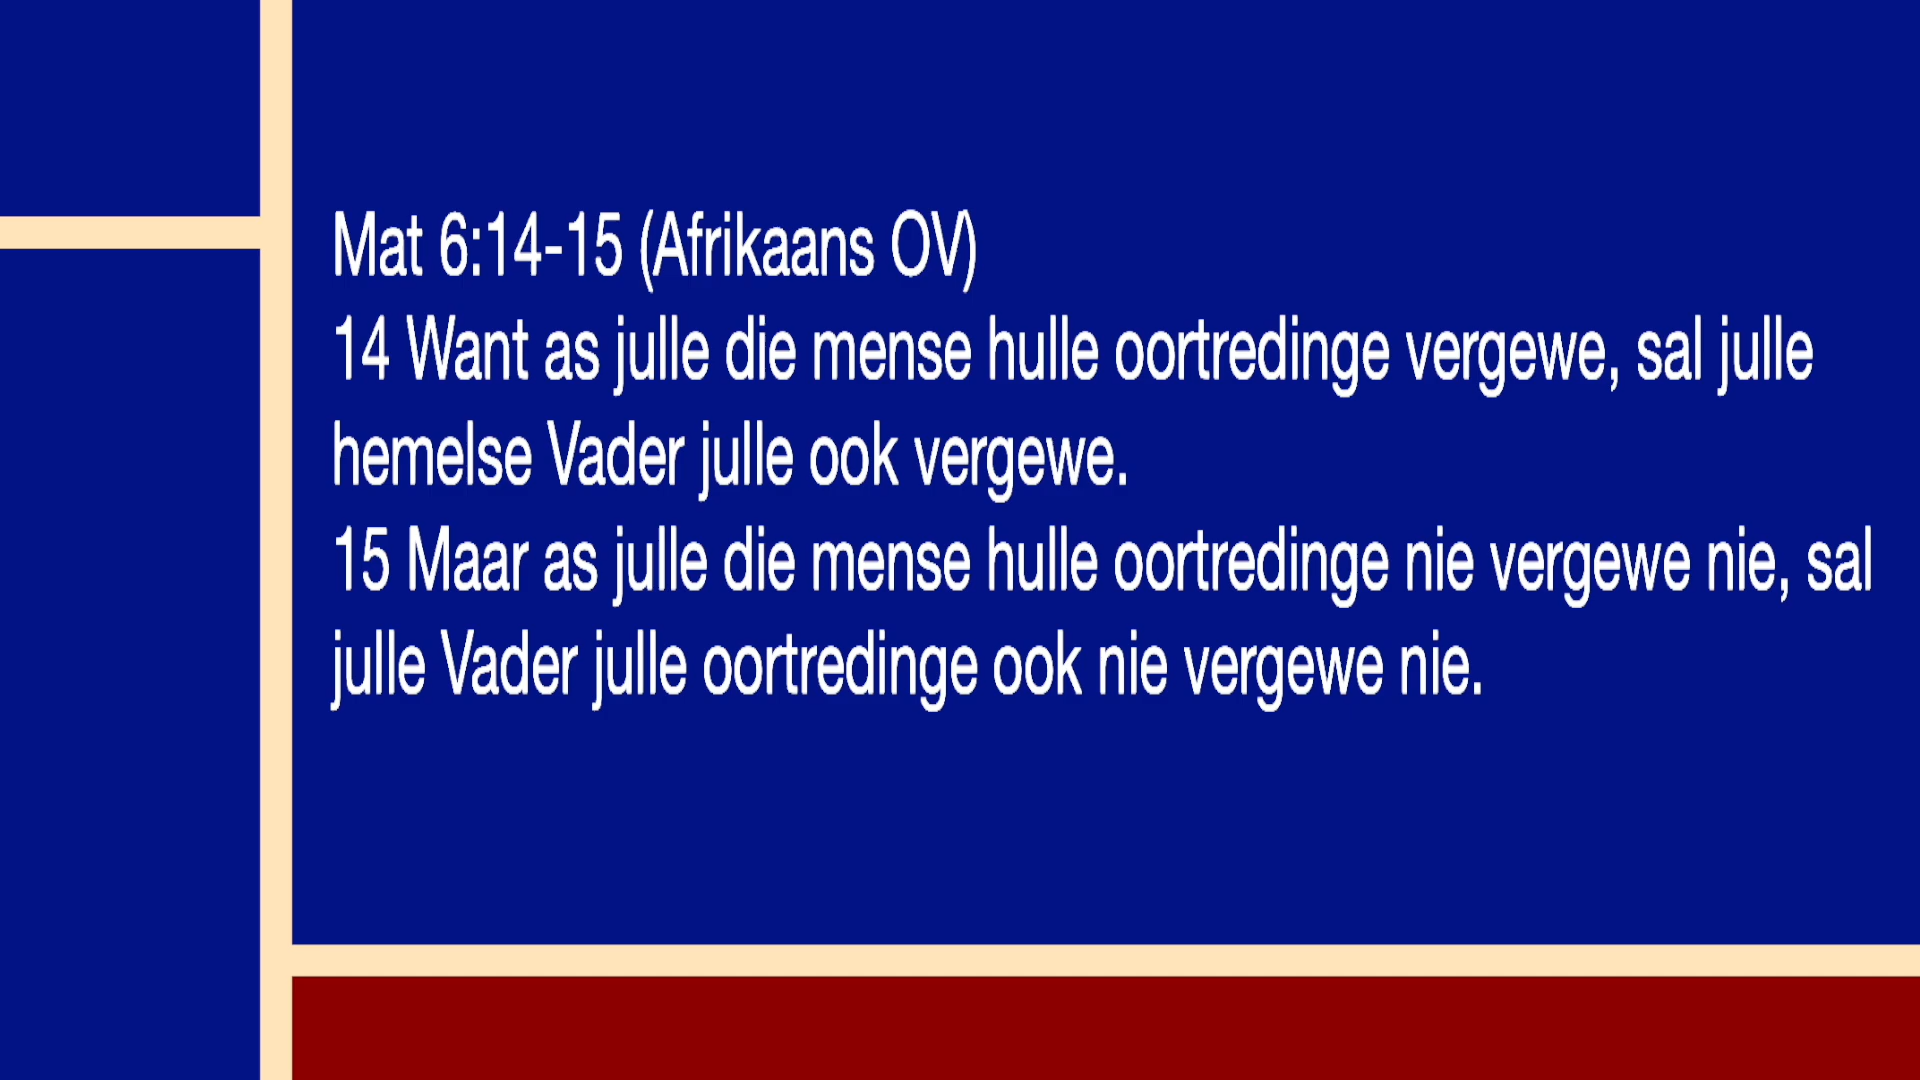 Mat 6:14-15 (Afrikaans OV)
14 Want as julle die mense hulle oortredinge vergewe, sal julle
hemelse Vader julle ook vergewe.
15 Maar as julle die mense hulle oortredinge nie vergewe nie, sal
julle Vader julle oortredinge ook nie vergewe nie.